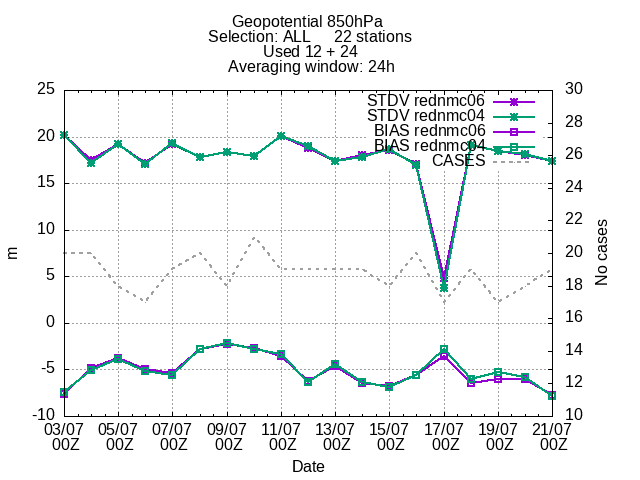 Geopotential 850hPa
Selection: ALL 22 stations
Used 12 + 24
Averaging window: 24h
STDV rednmc06
STDV rednmc04
BIAS rednmc06
BIAS rednmc04
CASES
25
20
15
10
5
0
-5
-10
m
30
28
26
24
22
20
18
16
14
12
10
No cases
03/07 05/07 07/07 09/07 11/07 13/07 15/07 17/07 19/07 21/07
00Z 00Z 00Z 00Z 00Z 00Z 00Z 00Z 00Z 00Z
Date